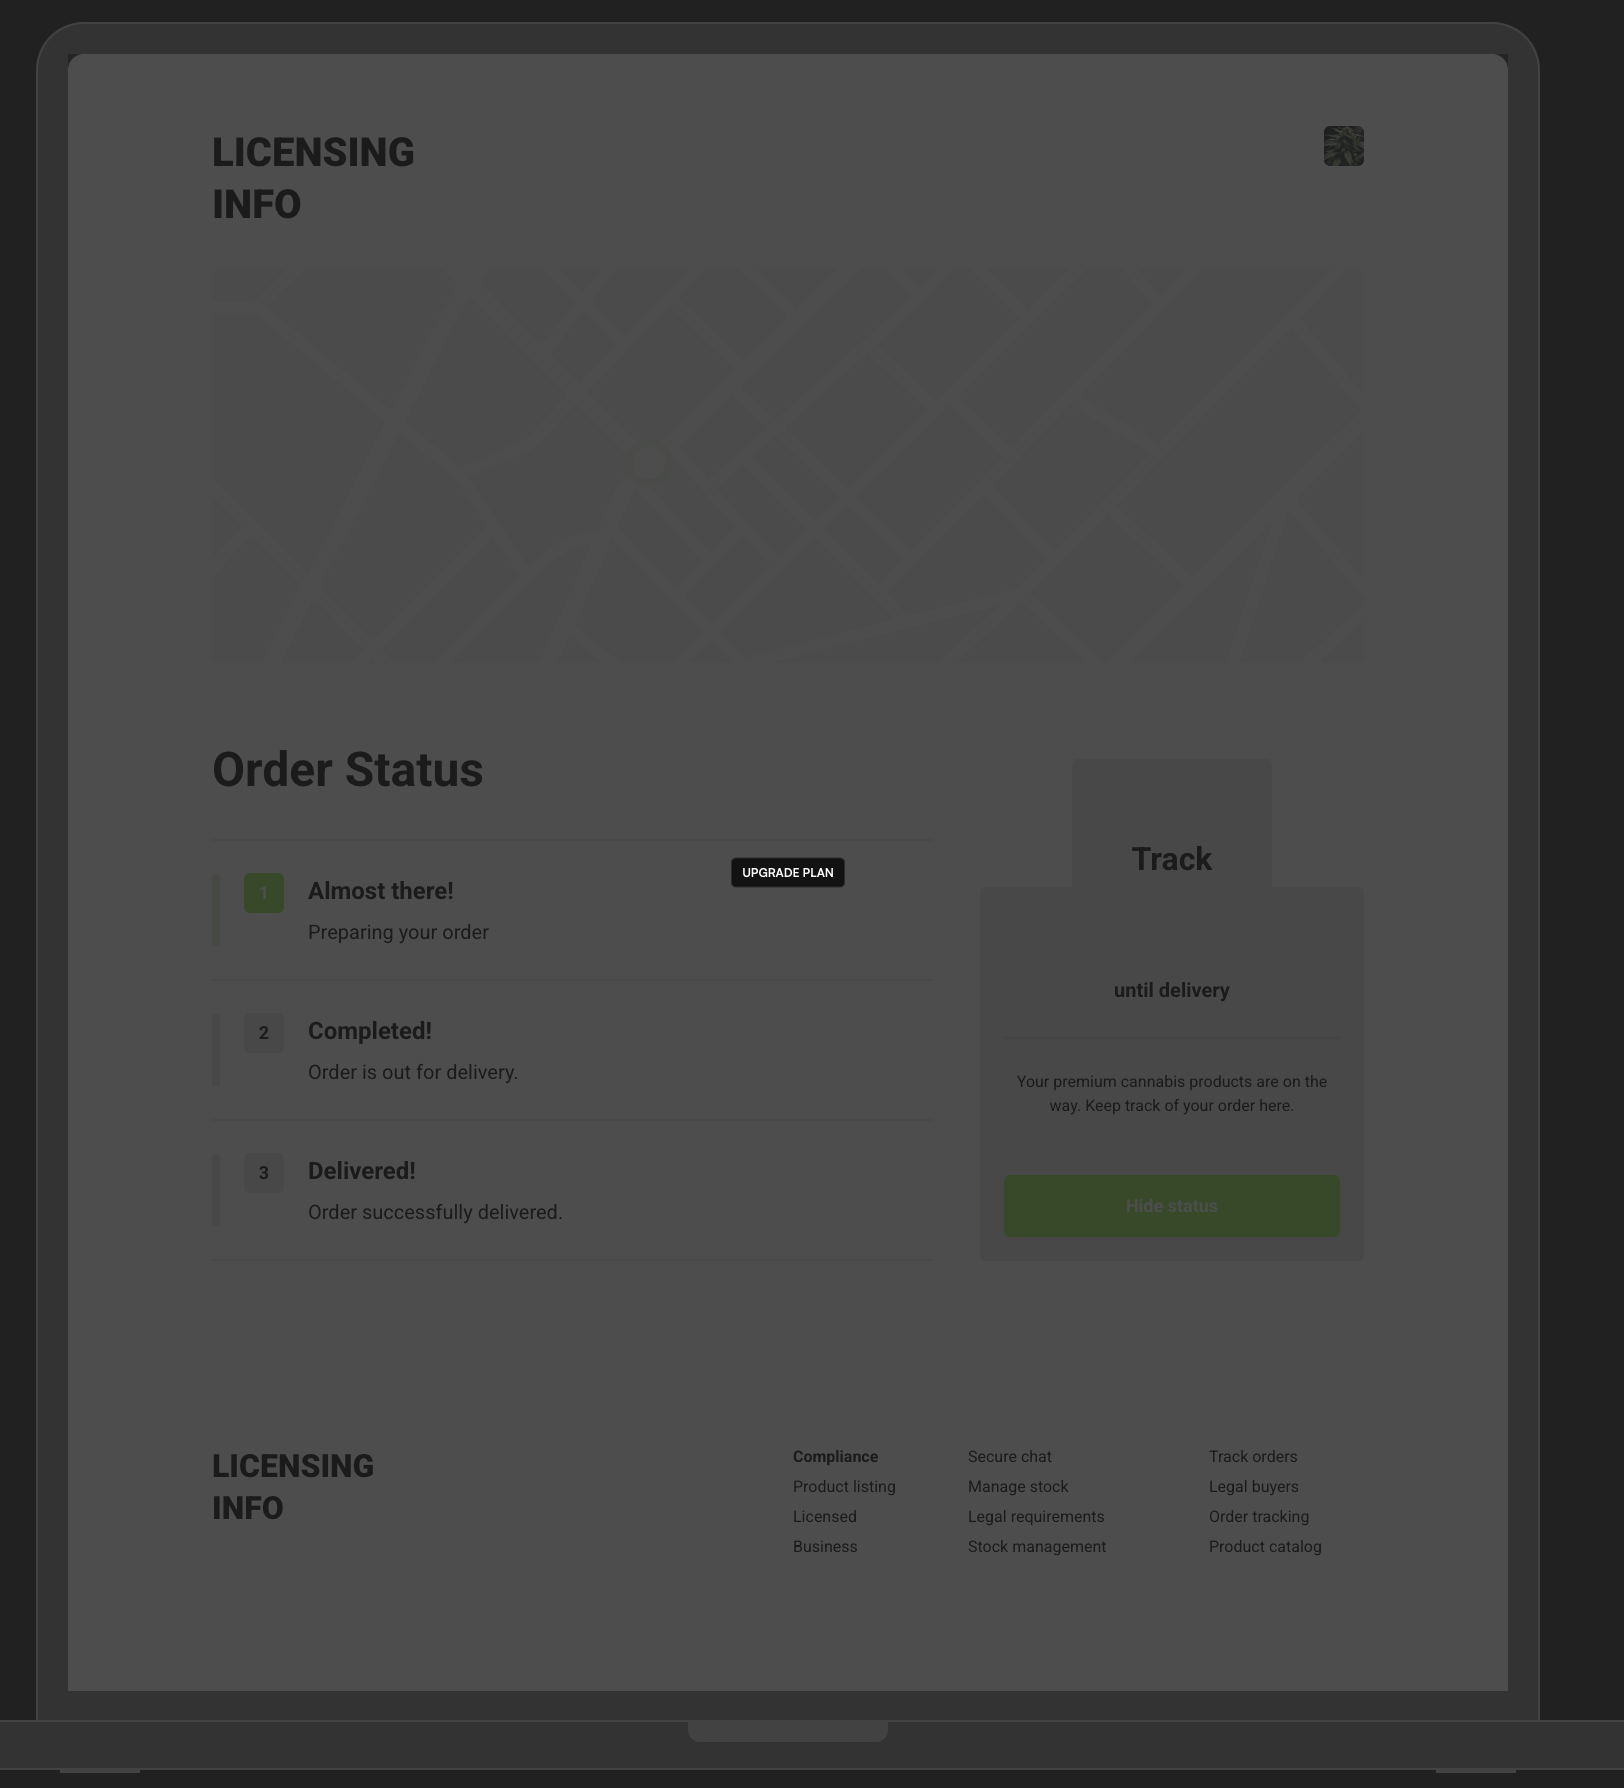 LICENSING
INFO
Order Status
UPGRADE PLAN
1
Almost there!
Preparing your order
2
Completed!
Order is out for delivery.
3
Delivered!
Order successfully delivered.
Track
until delivery
Your premium cannabis products are on the
way. Keep track of your order here.
Hide status
LICENSING
INFO
Compliance
Product listing
Licensed
Business
Secure chat
Manage stock
Legal requirements
Stock management
Track orders
Legal buyers
Order tracking
Product catalog